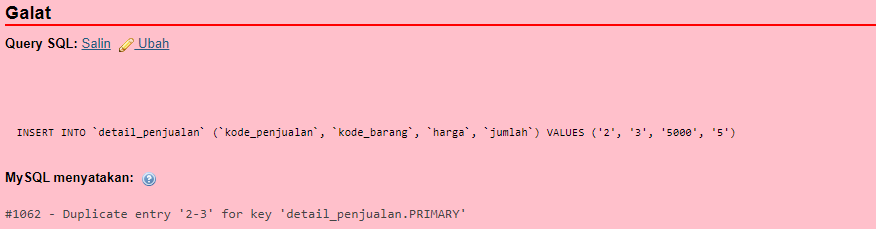 Galat
Query SQL: Salin Ubah
INSERT INTO `detail_penjualan` (`kode_penjualan`, `kode_barang`, `harga`, `jumlah`) VALUES ('2', '3', '5000', '5')
MySQL menyatakan:
#1062 - Duplicate entry '2-3' for key 'detail_penjualan.PRIMARY'